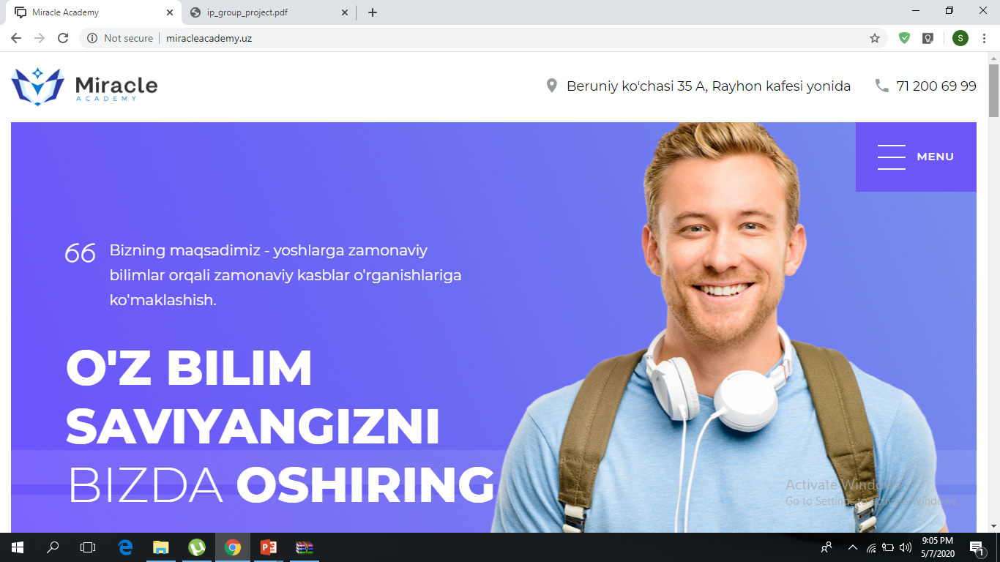 Miracle Academy
ip_group_project.pdf
Not secure
miracleacademy.uz
S
Miracle
ACADEMY
Beruniy ko'chasi 35 A, Rayhon kafesi yonida
71 200 69 99
MENU
66
Bizning maqsadimiz - yoshlarga zamonaviy
bilimlar orqali zamonaviy kasblar o'rganishlariga
ko'maklashish.
O'Z BILIM
SAVIYANGIZNI
BIZDA OSHIRING
Activate Windows
Go to Settings to activate Windows.
9:05 PM
5/7/2020
1